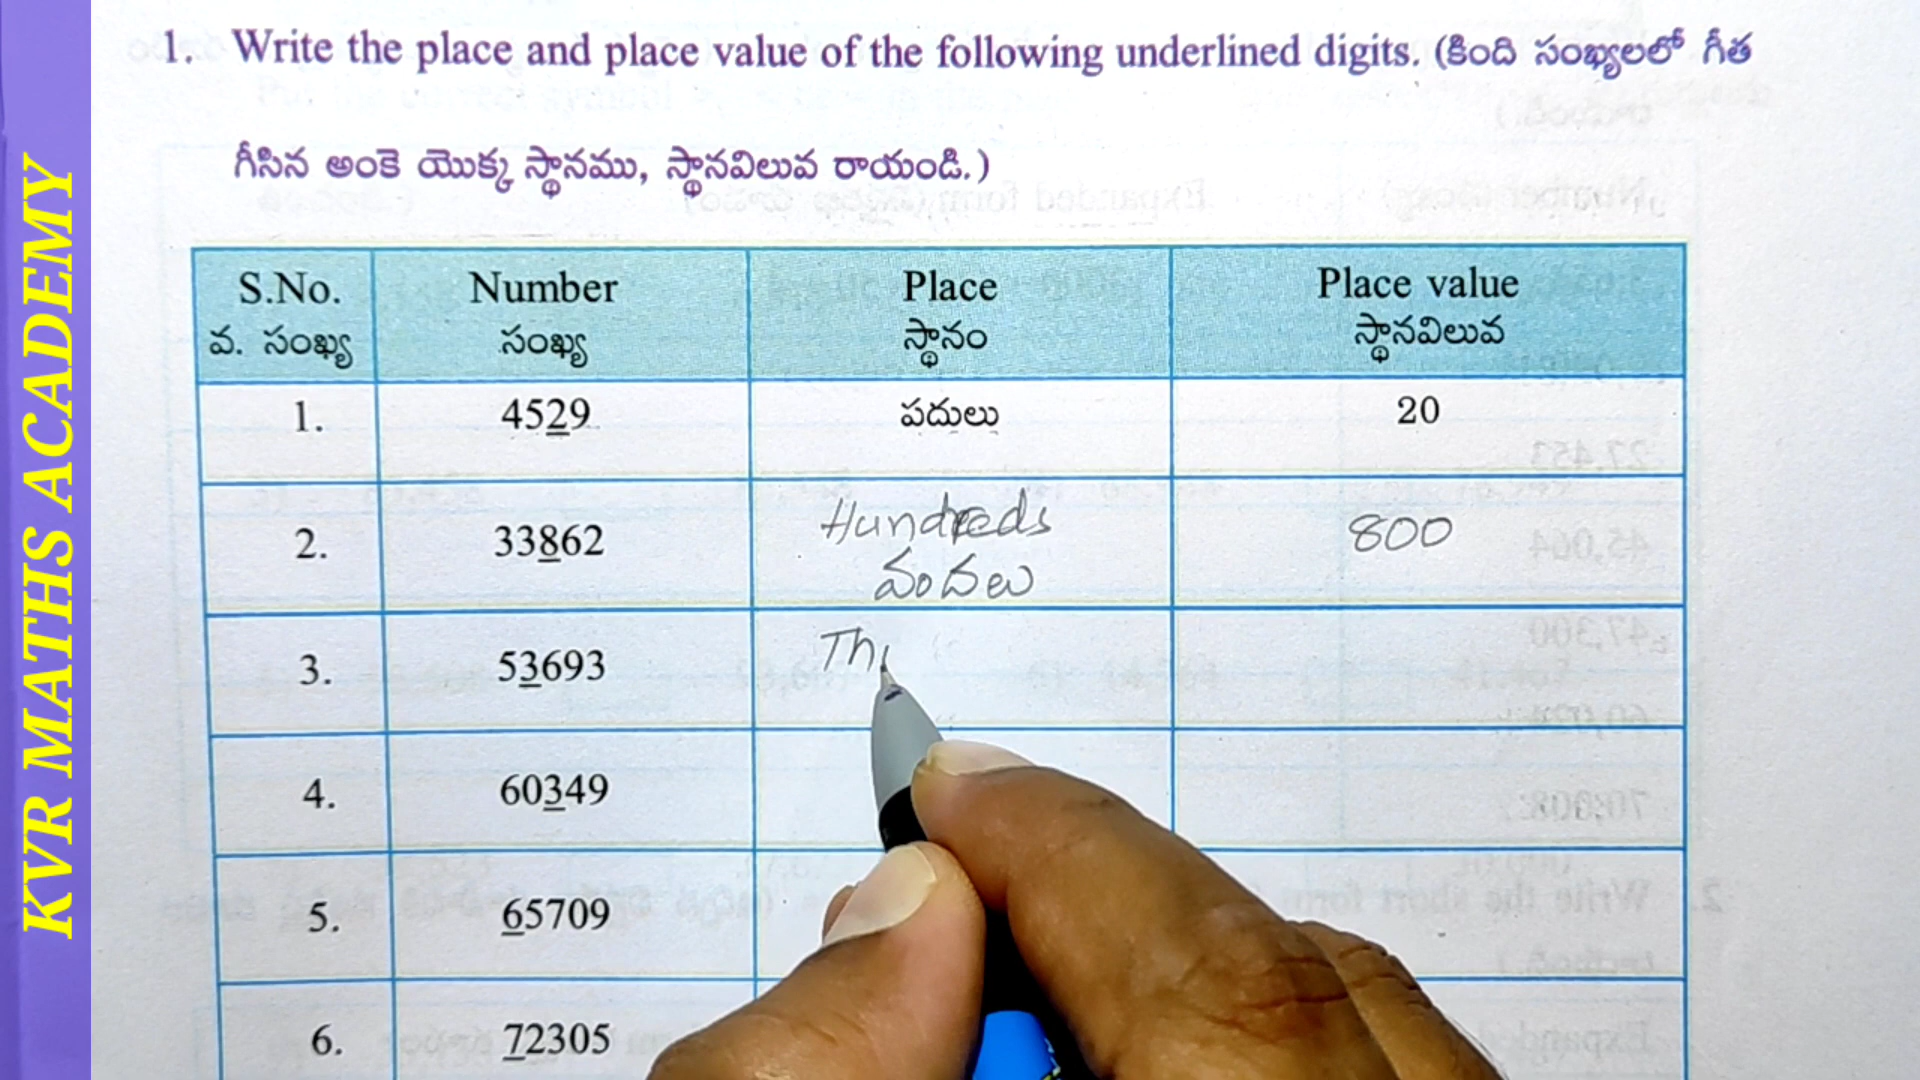 KVR MATHS ACADEMY
1. Write the place and place value of the following underlined digits. (కింది సంఖ్యలలో గీత
గీసిన అంకె యొక్క స్థానము, స్థానవిలువ రాయండి.)
S.No. Number Place Place value
వ. సంఖ్య సంఖ్య స్థానం స్థానవిలువ
1. 4529 పదులు 20
2. 33862 Hundreds 800
వందలు
3. 53693 Th
4. 60349
5. 65709
6. 72305